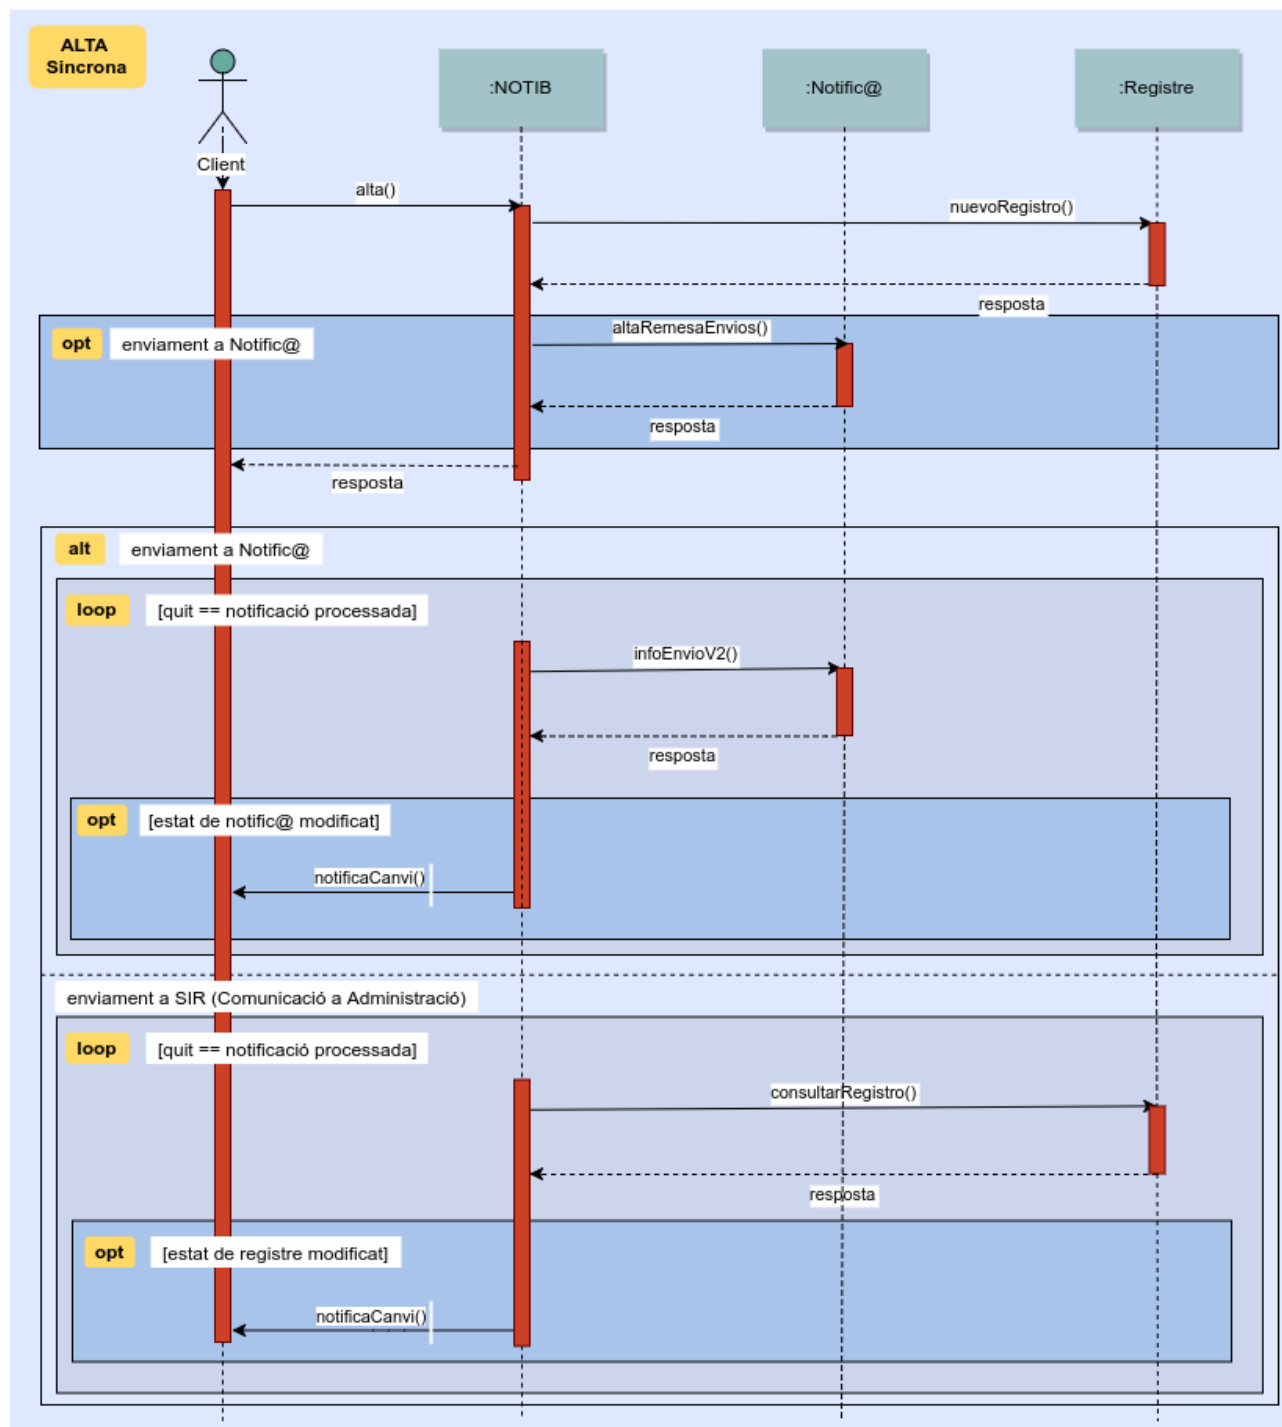 ALTA
Sincrona
:NOTIB
:Notific@
:Registre
Client
alta()
nuevoRegistro()
resposta
opt
enviament a Notific@
altaRemesaEnvios()
resposta
resposta
alt
enviament a Notific@
loop
[quit == notificació processada]
infoEnvioV2()
resposta
opt
[estat de notific@ modificat]
notificaCanvi()
enviament a SIR (Comunicació a Administració)
loop
[quit == notificació processada]
consultarRegistro()
resposta
opt
[estat de registre modificat]
notificaCanvi()